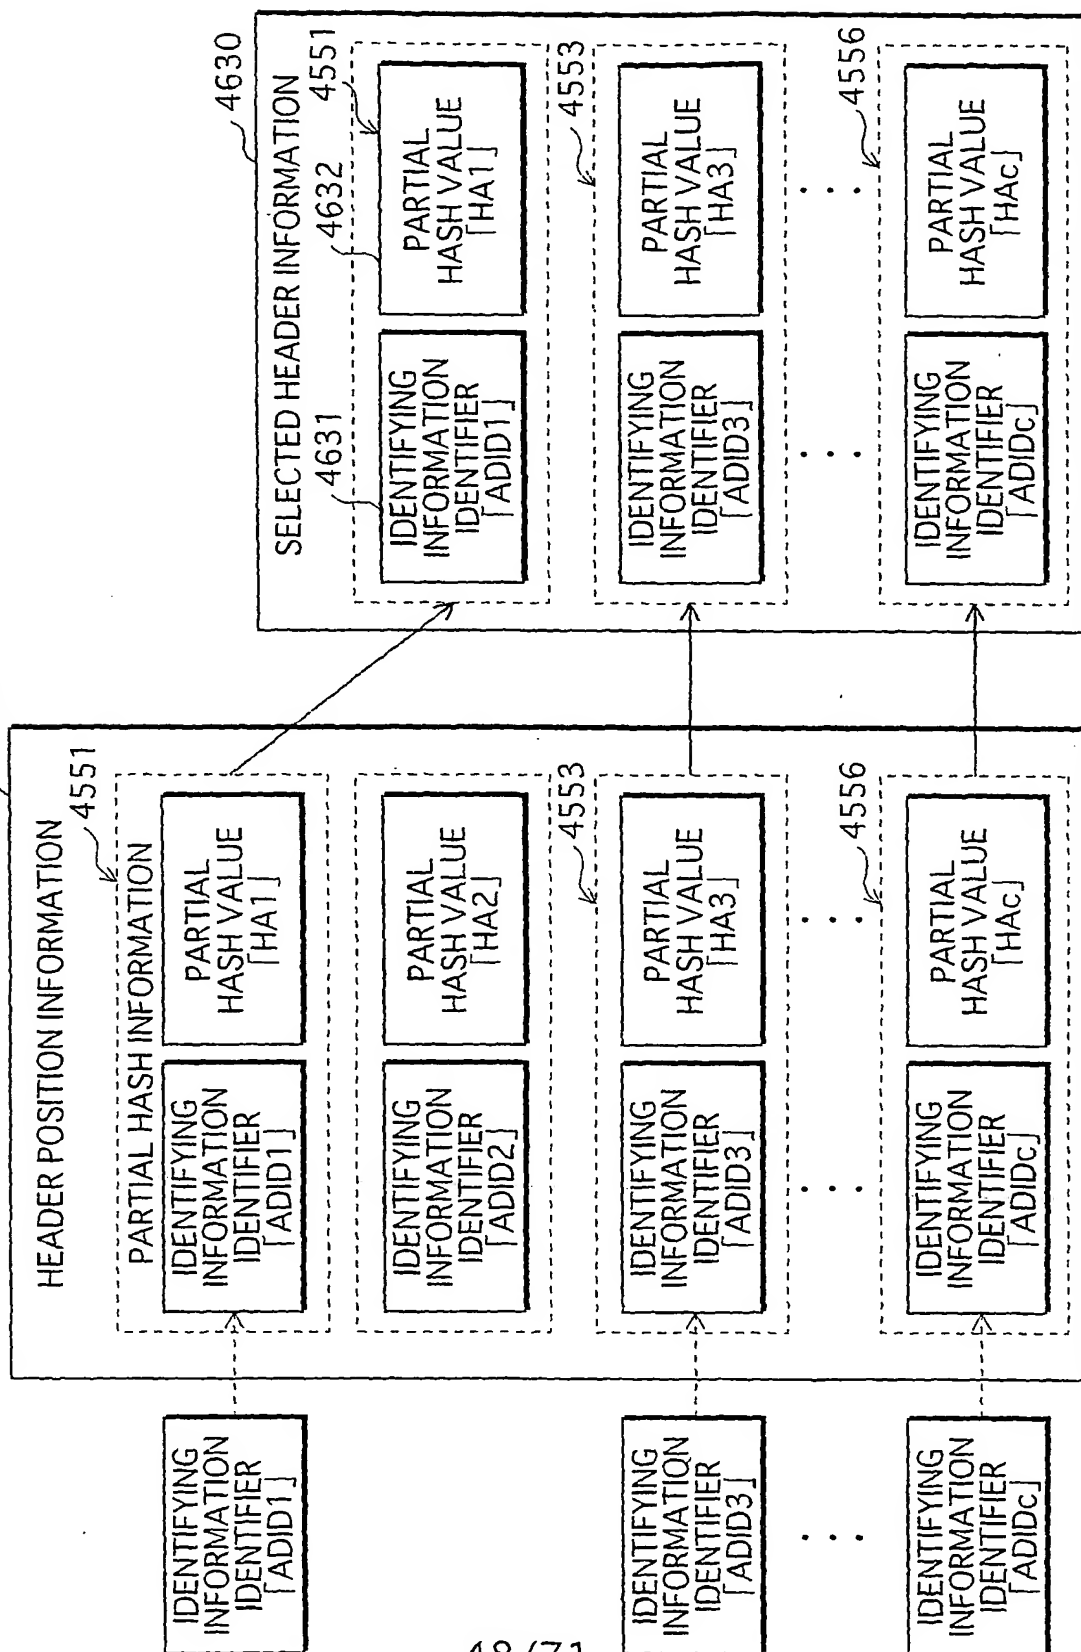 4630
SELECTED HEADER INFORMATION
4631
4632
4551
IDENTIFYING
INFORMATION
IDENTIFIER
「ADID1」
PARTIAL
HASH VALUE
「HA1」
4553
IDENTIFYING
INFORMATION
IDENTIFIER
「ADID3」
PARTIAL
HASH VALUE
「HA3」
. . .
. . .
4556
IDENTIFYING
INFORMATION
IDENTIFIER
「ADIDc」
PARTIAL
HASH VALUE
「HAc」
HEADER POSITION INFORMATION
PARTIAL HASH INFORMATION
4551
IDENTIFYING
INFORMATION
IDENTIFIER
「ADID1」
PARTIAL
HASH VALUE
「HA1」
IDENTIFYING
INFORMATION
IDENTIFIER
「ADID2」
PARTIAL
HASH VALUE
「HA2」
4553
IDENTIFYING
INFORMATION
IDENTIFIER
「ADID3」
PARTIAL
HASH VALUE
「HA3」
. . .
. . .
4556
IDENTIFYING
INFORMATION
IDENTIFIER
「ADIDc」
PARTIAL
HASH VALUE
「HAc」
IDENTIFYING
INFORMATION
IDENTIFIER
「ADID1」
IDENTIFYING
INFORMATION
IDENTIFIER
「ADID3」
. . .
IDENTIFYING
INFORMATION
IDENTIFIER
「ADIDc」
48/71